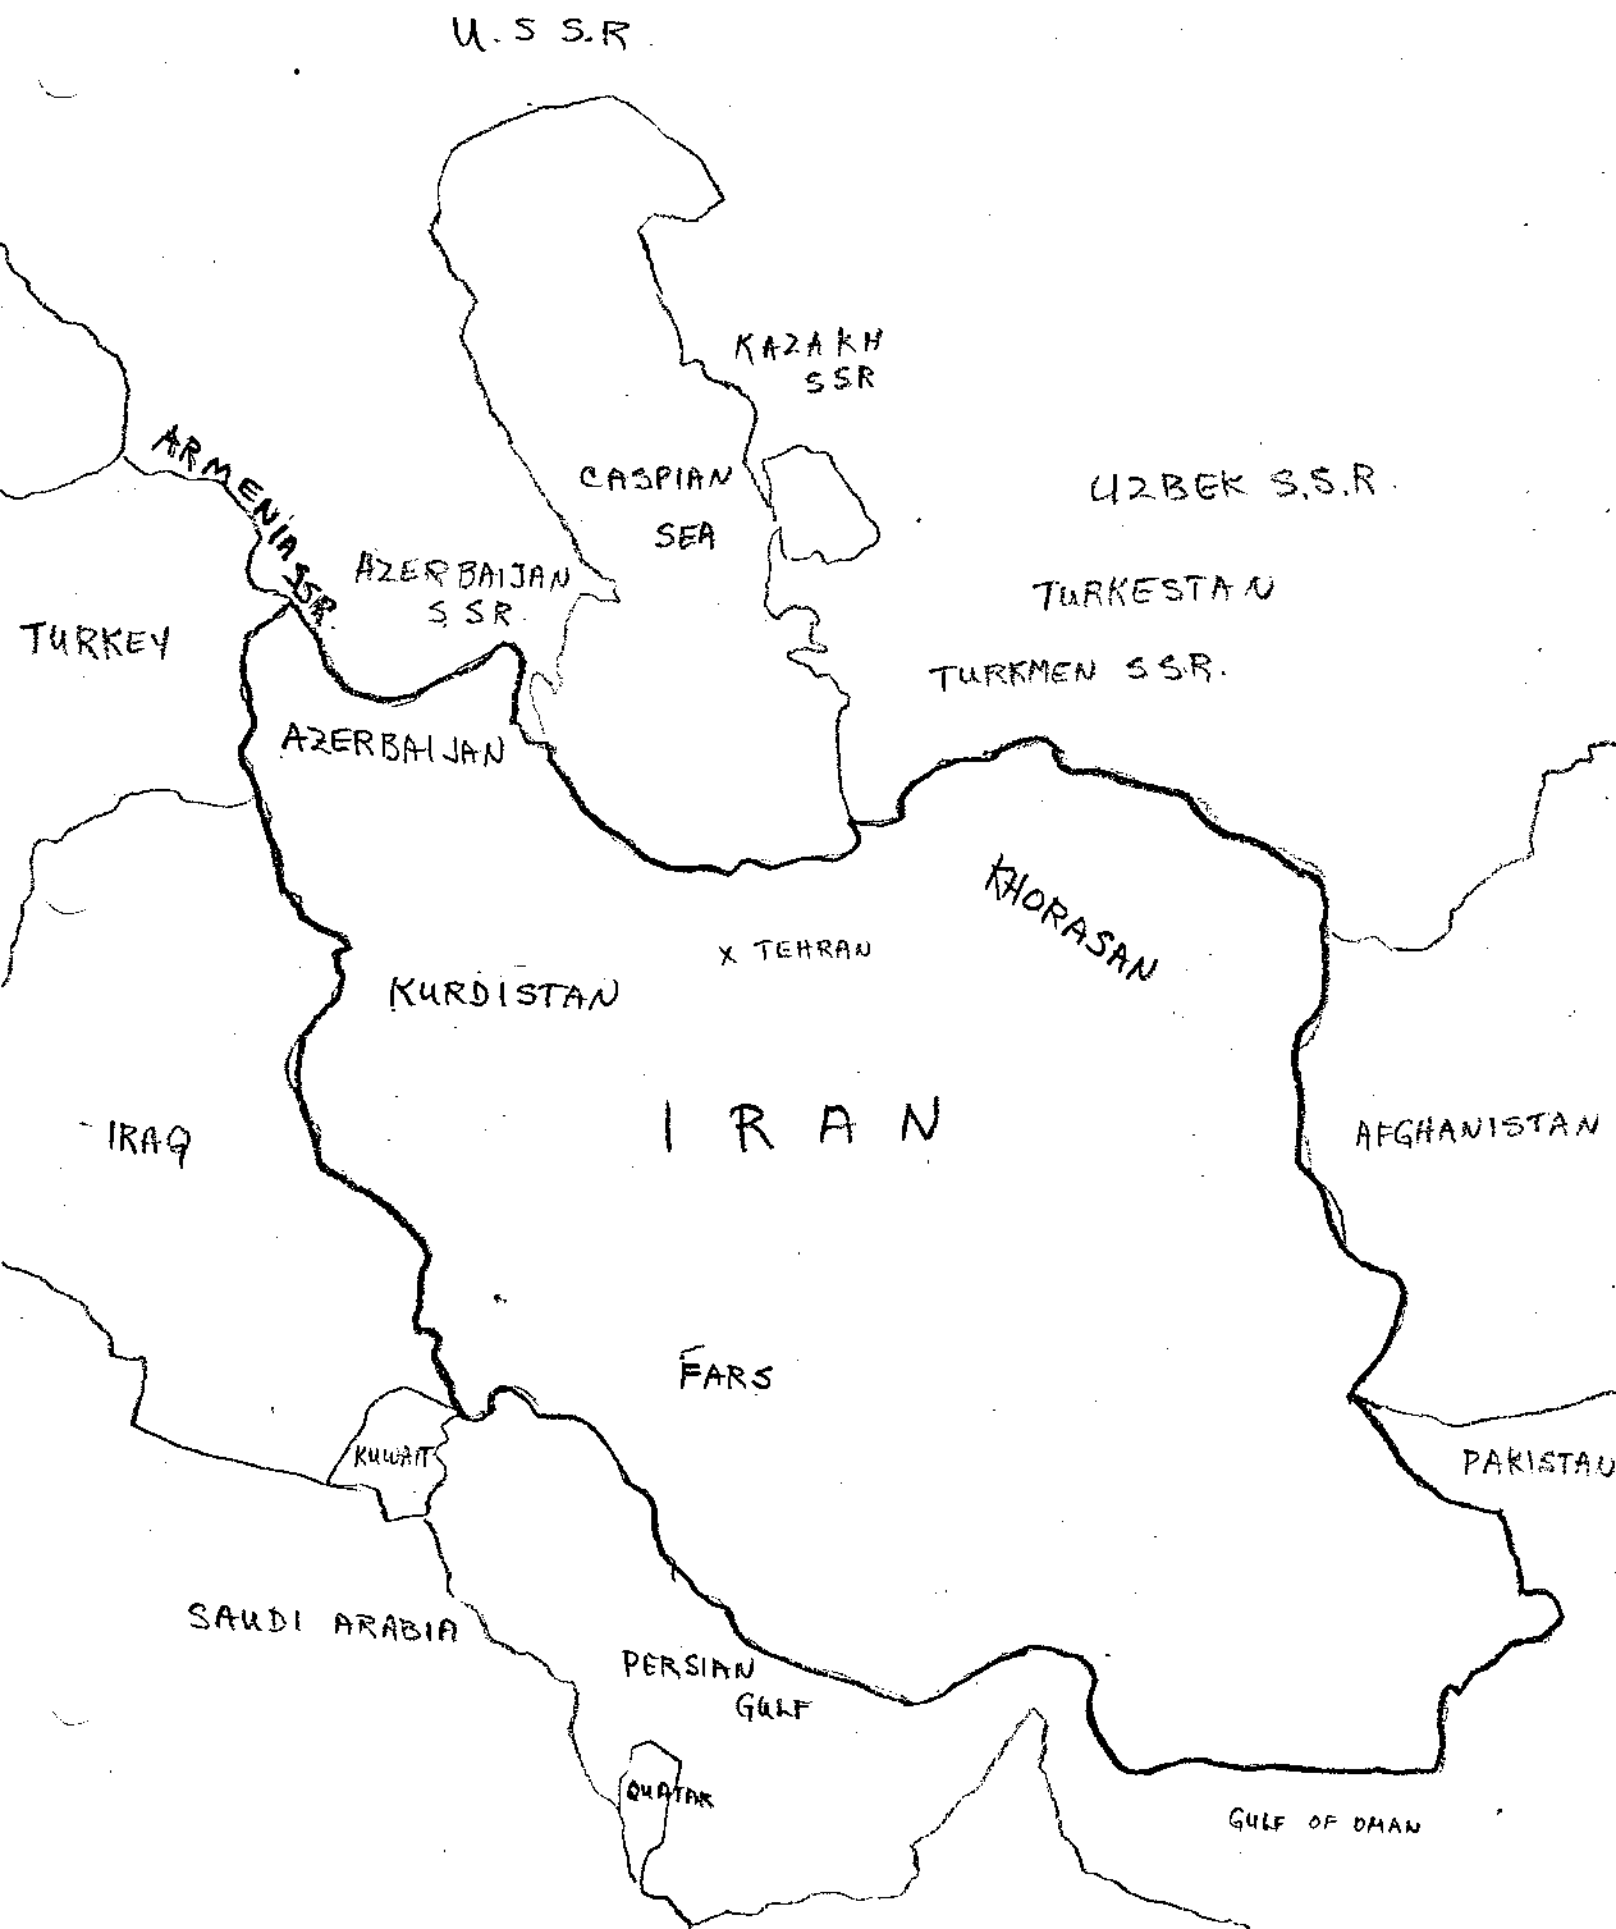 U.S S.R.
KAZAKH
SSR
ARMENIA SSR.
CASPIAN
SEA
UZBEK S.S.R.
AZERBAIJAN
S SR.
TURKESTAN
TURKEY
TURKMEN S S.R.
AZERBAIJAN
KHORASAN
X TEHRAN
KURDISTAN
IRAN
IRAQ
AFGHANISTAN
FARS
KUWAIT
PAKISTAN
SAUDI ARABIA
PERSIAN
GULF
QUATAR
GULF OF OMAN